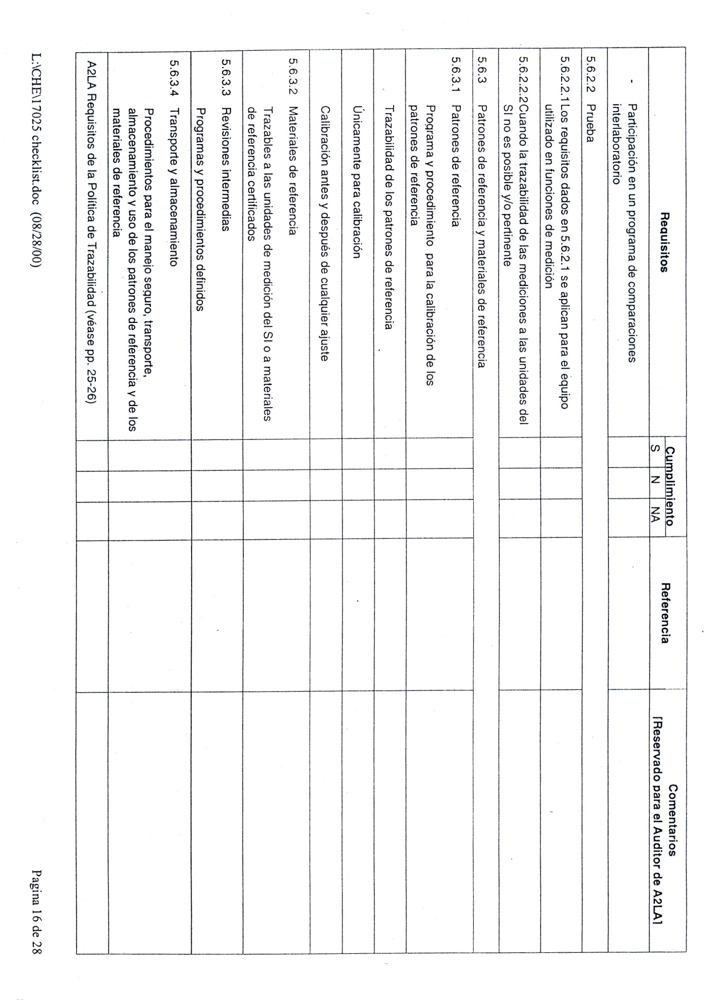 Requisitos
Cumplimiento
S N NA
Referencia
Comentarios
[Reservado para el Auditor de A2LA]
- Participación en un programa de comparaciones
interlaboratorio
5.6.2.2 Prueba
5.6.2.2.1 Los requisitos dados en 5.6.2.1 se aplican para el equipo
utilizado en funciones de medición
5.6.2.2.2 Cuando la trazabilidad de las mediciones a las unidades del
SI no es posible y/o pertinente
5.6.3 Patrones de referencia y materiales de referencia
5.6.3.1 Patrones de referencia
Programa y procedimiento para la calibración de los
patrones de referencia
Trazabilidad de los patrones de referencia
Únicamente para calibración
Calibración antes y después de cualquier ajuste
5.6.3.2 Materiales de referencia
Trazables a las unidades de medición del SI o a materiales
de referencia certificados
5.6.3.3 Revisiones intermedias
Programas y procedimientos definidos
5.6.3.4 Transporte y almacenamiento
Procedimientos para el manejo seguro, transporte,
almacenamiento y uso de los patrones de referencia y de los
materiales de referencia
A2LA Requisitos de la Política de Trazabilidad (véase pp. 25-26)
L:\CHE\17025 checklist.doc (08/28/00)
Pagina 16 de 28